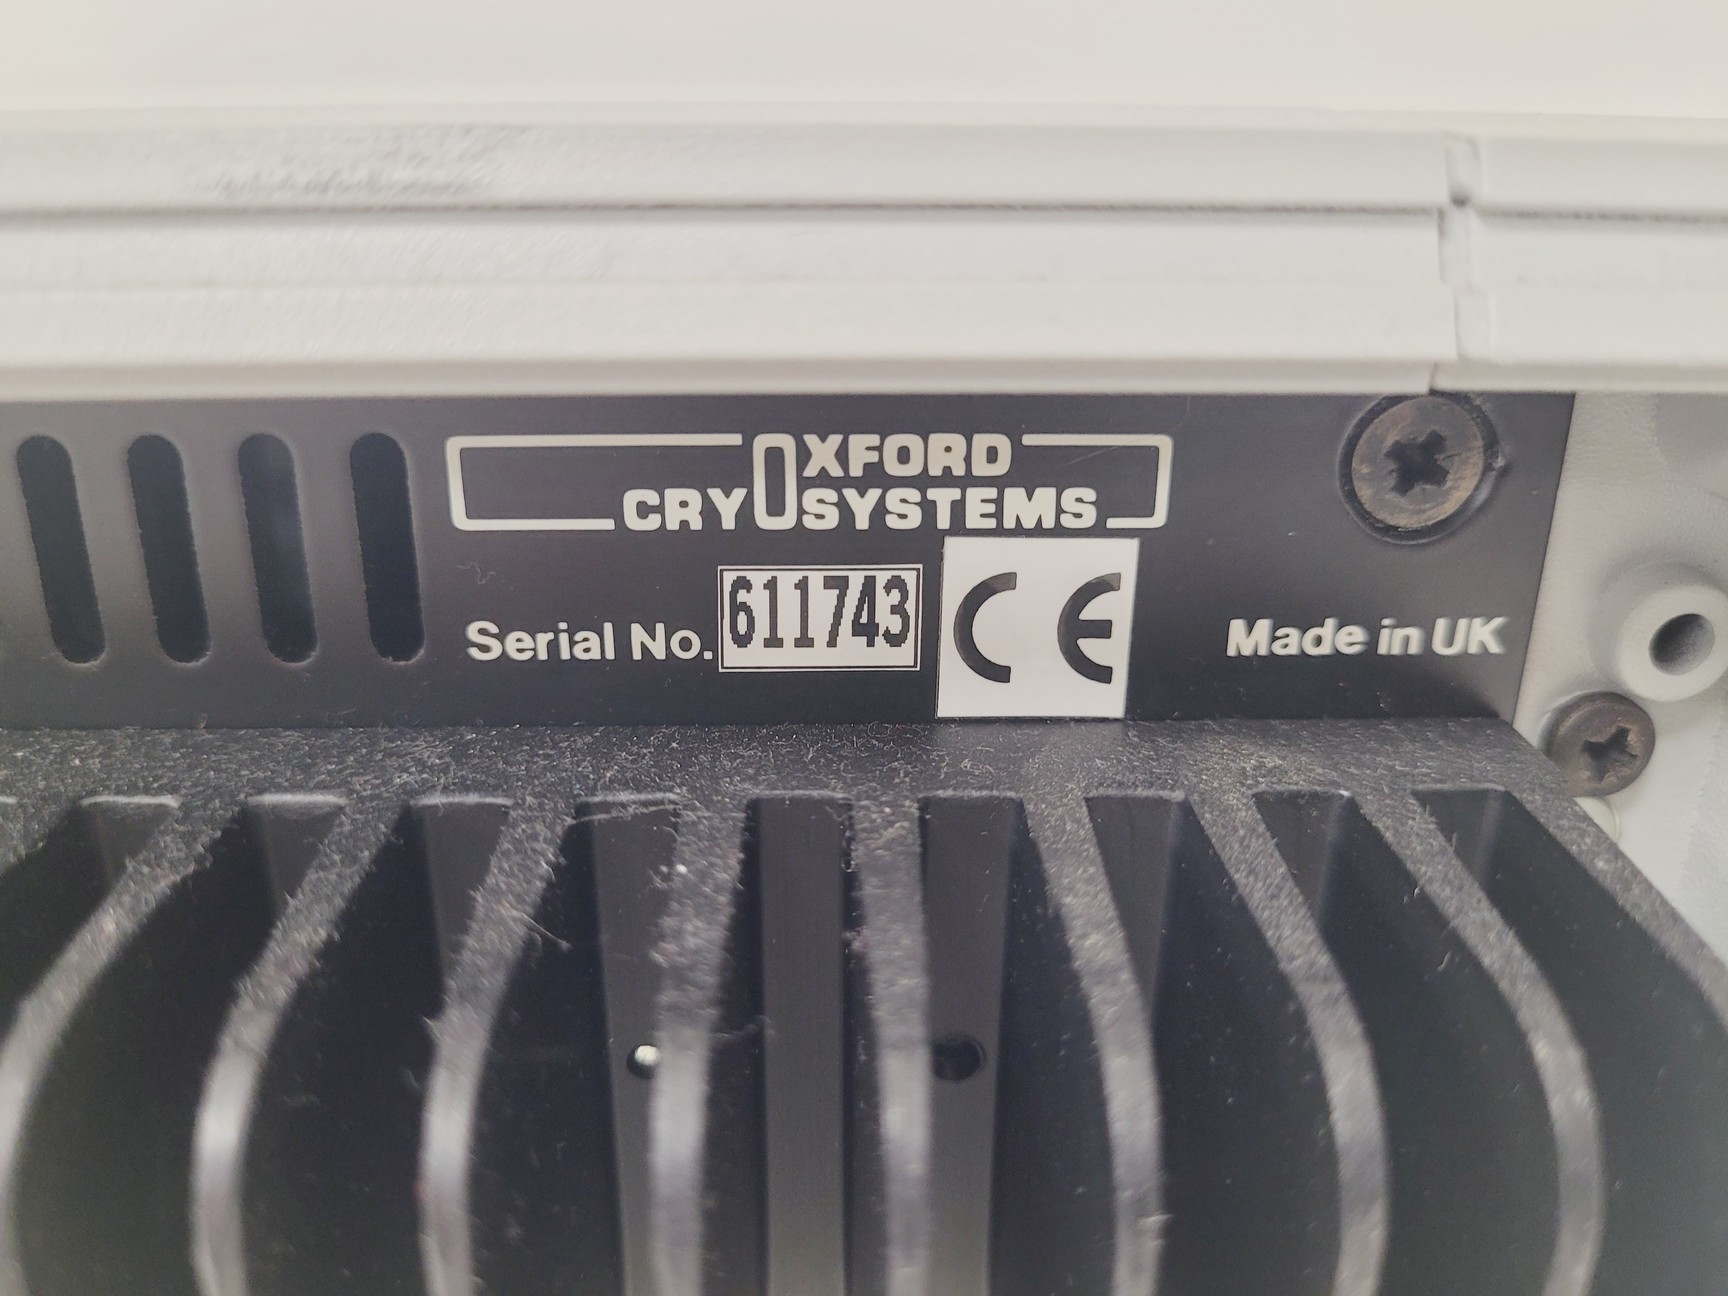 OXFORD
CRYOSYSTEMS
Serial No. 611743 CE Made in UK